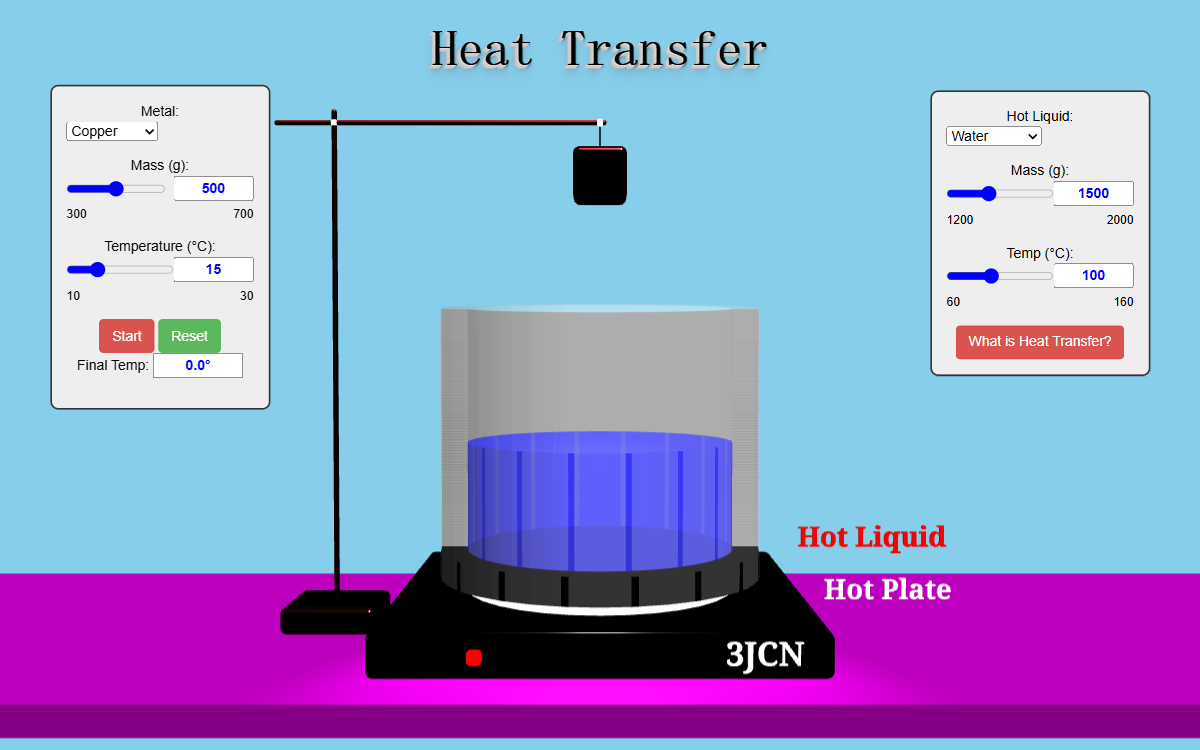 Heat Transfer
Metal:
Copper
Mass (g):
500
300 700
Temperature (°C):
15
10 30
Start Reset
Final Temp: 0.0°
Hot Liquid:
Water
Mass (g):
1500
1200 2000
Temp (°C):
100
60 160
What is Heat Transfer?
Hot Liquid
Hot Plate
3JCN